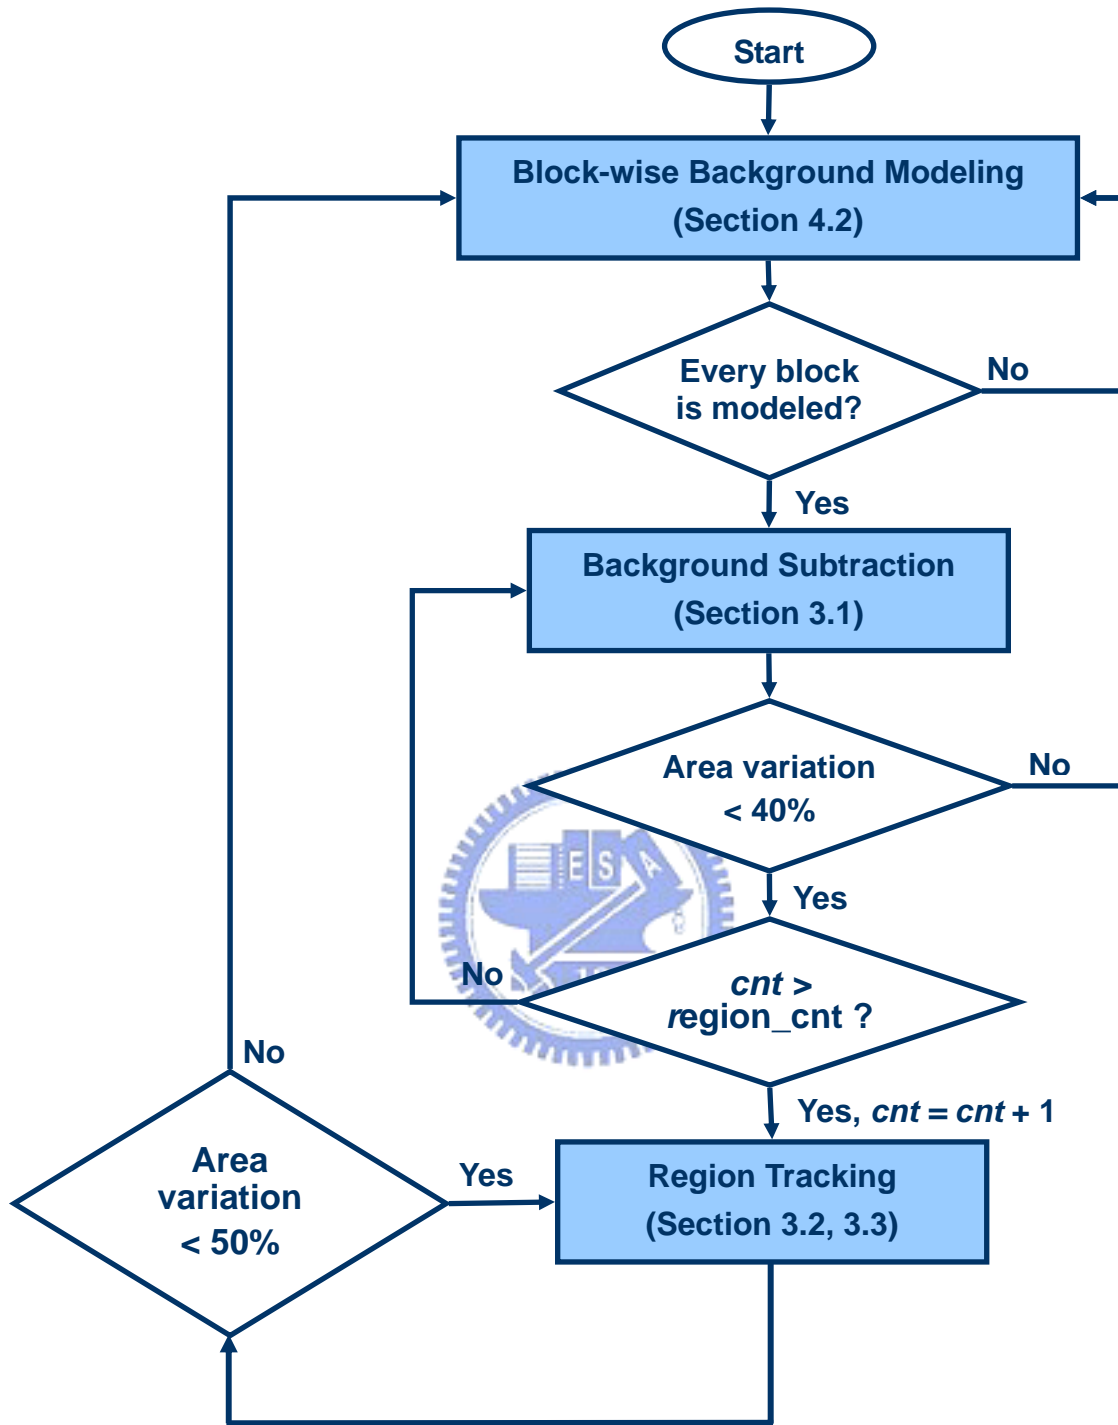 Start
Block-wise Background Modeling
(Section 4.2)
Every block
is modeled?
No
Yes
Background Subtraction
(Section 3.1)
Area variation
< 40%
No
Yes
E S A
cnt >
region_cnt ?
No
Yes, cnt = cnt + 1
No
Area
variation
< 50%
Yes
Region Tracking
(Section 3.2, 3.3)